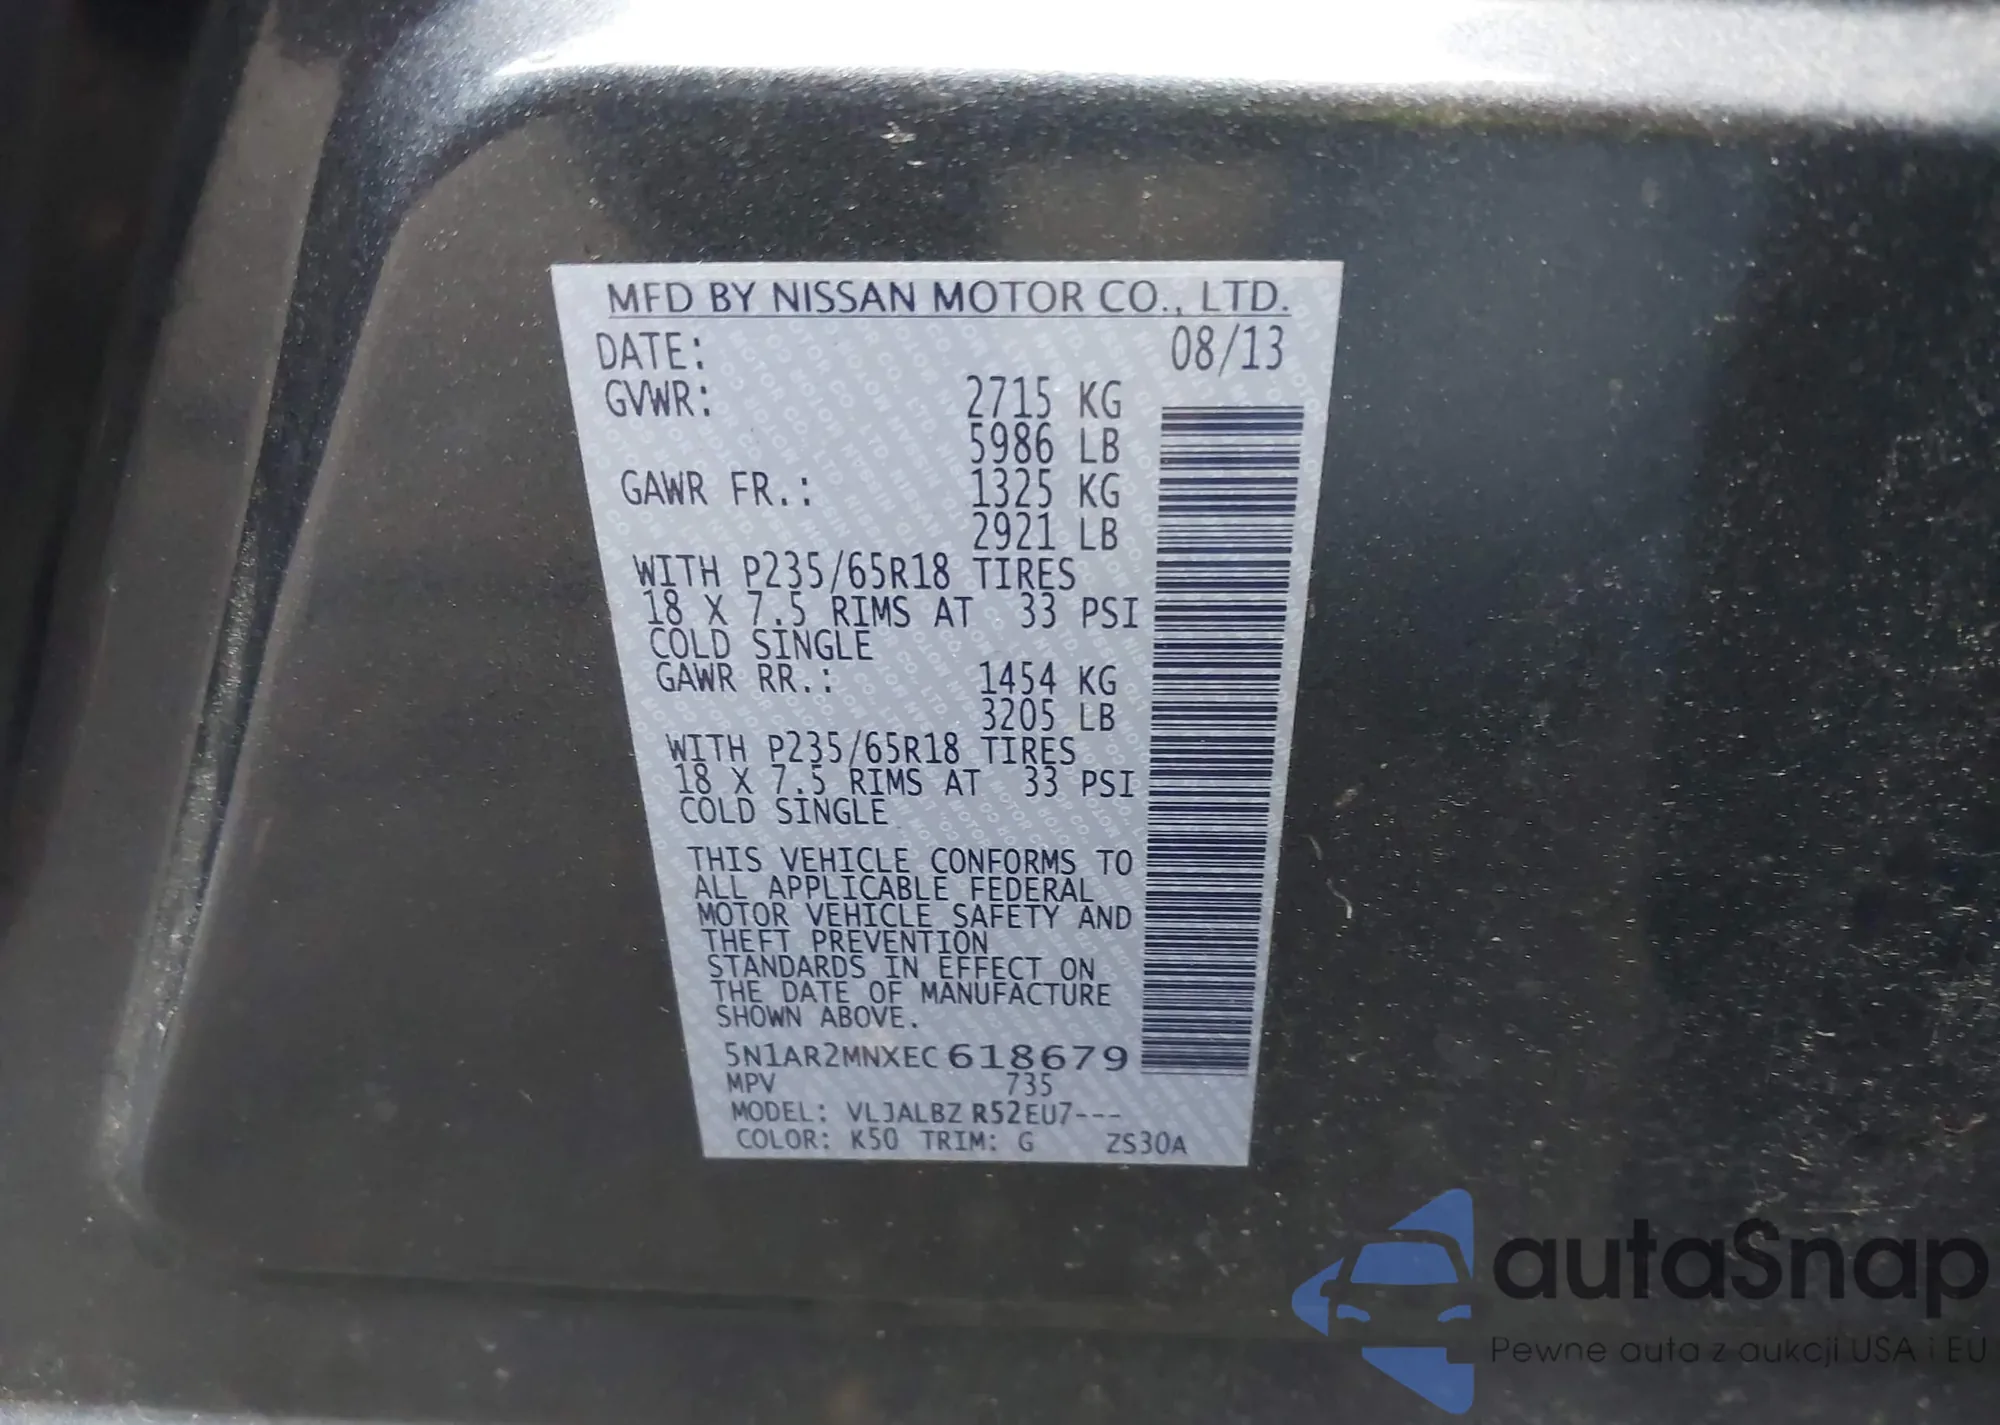 MFD BY NISSAN MOTOR CO., LTD.
DATE: 08/13
GVWR: 2715 KG
5986 LB
GAWR FR.: 1325 KG
2921 LB
WITH P235/65R18 TIRES
18 X 7.5 RIMS AT 33 PSI
COLD SINGLE
GAWR RR.: 1454 KG
3205 LB
WITH P235/65R18 TIRES
18 X 7.5 RIMS AT 33 PSI
COLD SINGLE
THIS VEHICLE CONFORMS TO
ALL APPLICABLE FEDERAL
MOTOR VEHICLE SAFETY AND
THEFT PREVENTION
STANDARDS IN EFFECT ON
THE DATE OF MANUFACTURE
SHOWN ABOVE.
5N1AR2MNXEC618679
MPV 735
MODEL: VLJALBZ R52EU7---
COLOR: K50 TRIM: G ZS30A
autoSnap
Pewne auta z aukcji USA i EU